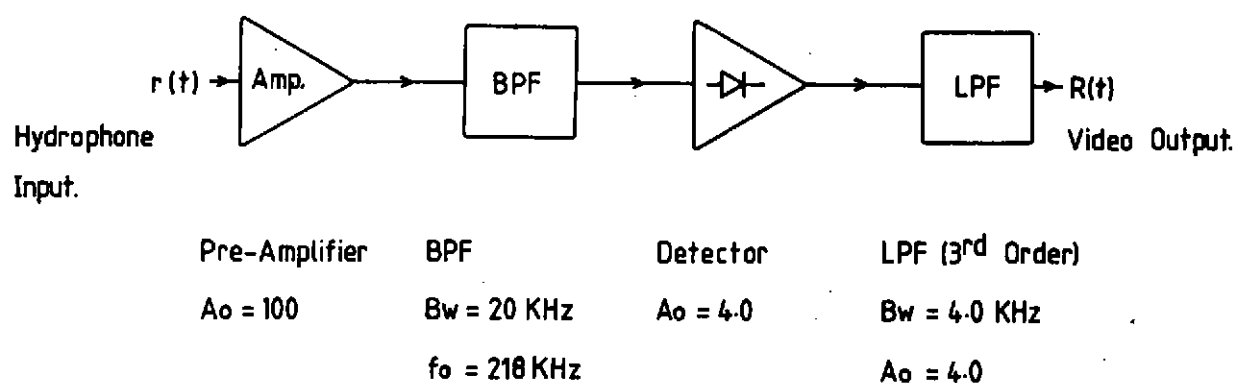 r(t)
Amp.
BPF
LPF
R(t)
Hydrophone
Input.
Video Output.
Pre-Amplifier BPF Detector LPF (3rd Order)
Ao = 100 Bw = 20 KHz Ao = 4.0 Bw = 4.0 KHz
fo = 218 KHz Ao = 4.0